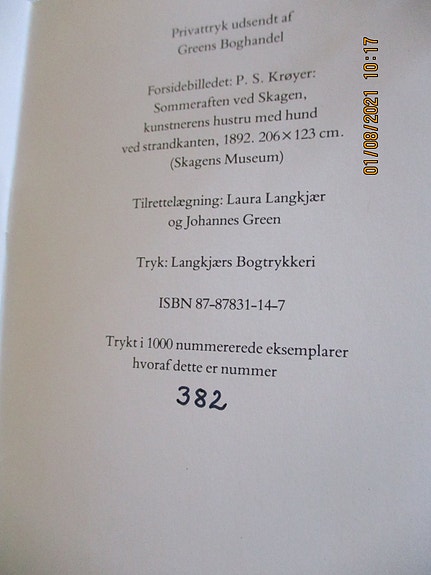 Privattryk udsendt af
Greens Boghandel
Forsidebilledet: P. S. Krøyer:
Sommeraften ved Skagen,
kunstnerens hustru med hund
ved strandkanten, 1892. 206×123 cm.
(Skagens Museum)
Tilrettelægning: Laura Langkjær
og Johannes Green
Tryk: Langkjærs Bogtrykkeri
ISBN 87-87831-14-7
Trykt i 1000 nummererede eksemplarer
hvoraf dette er nummer
382
01/08/2021 10:17